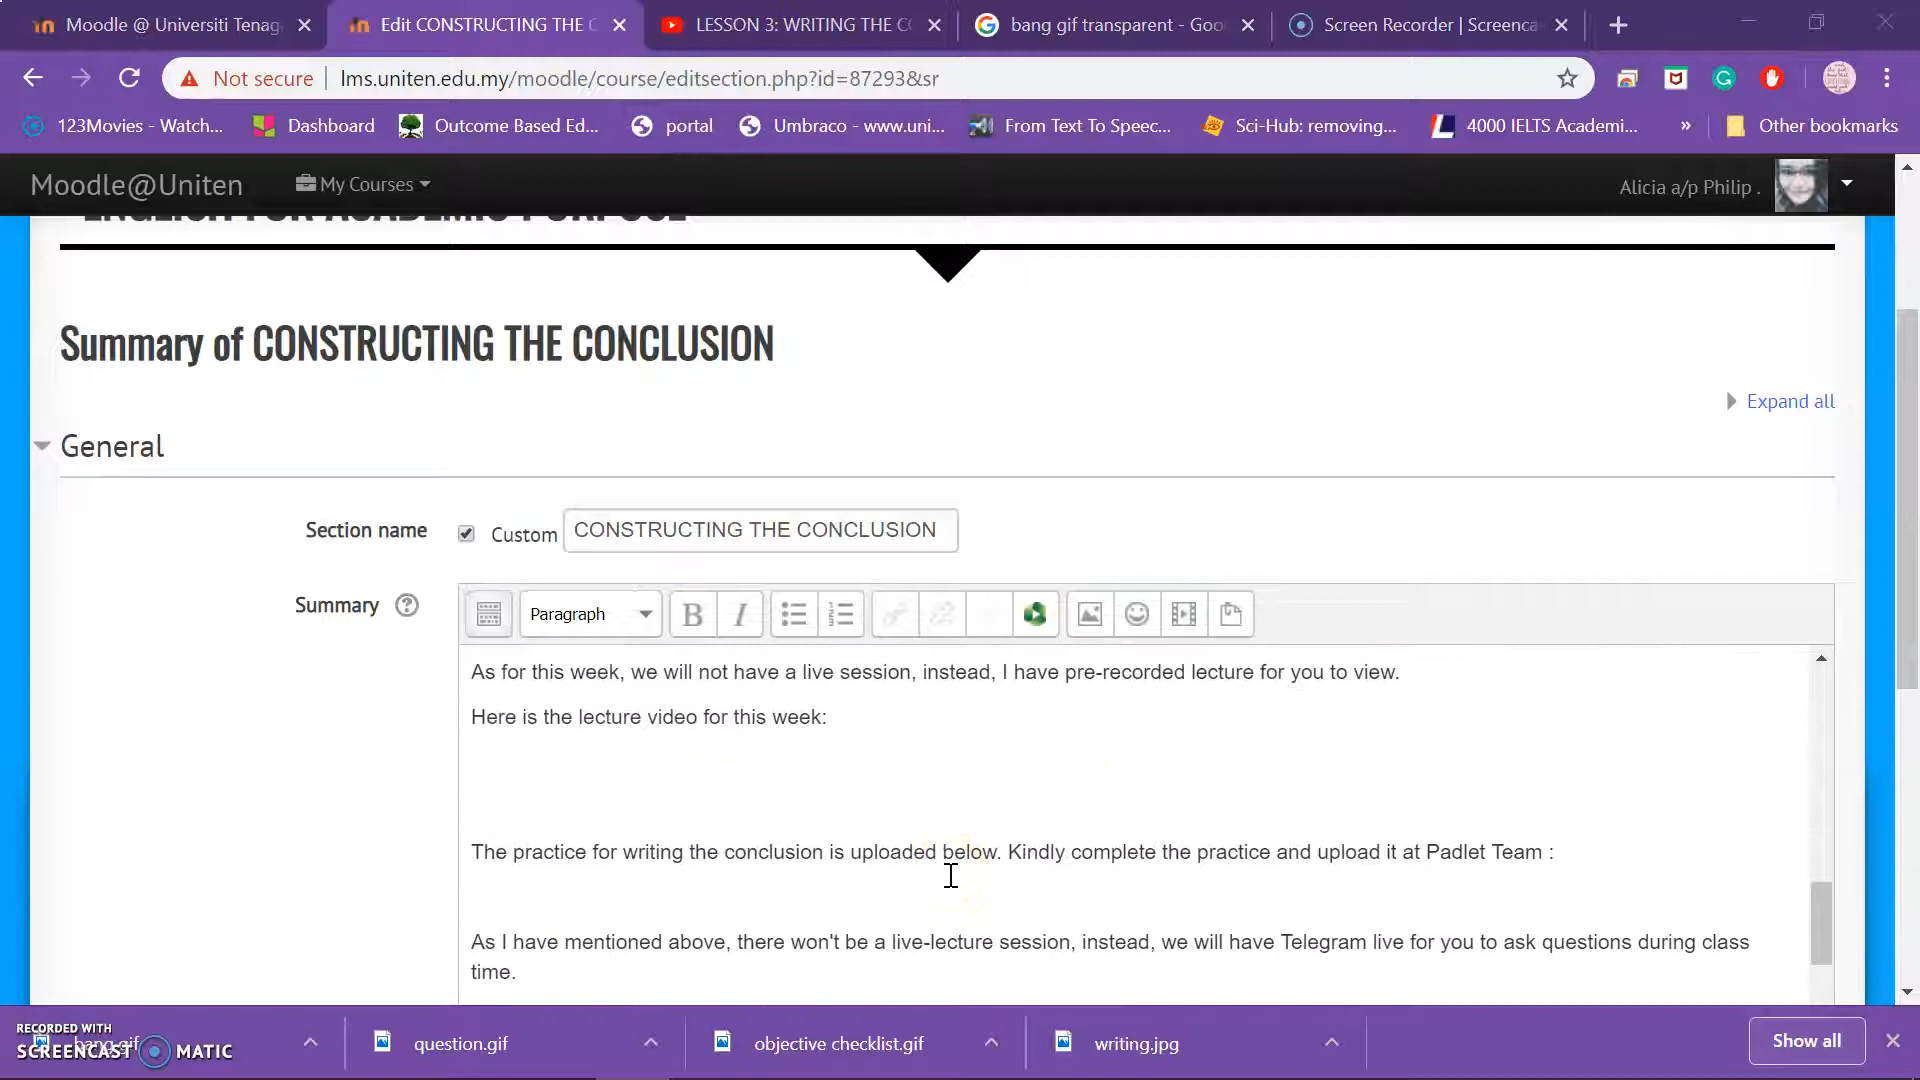 Moodle @ Universiti Tenag
Edit CONSTRUCTING THE C
LESSON 3: WRITING THE CO
bang gif transparent - Goo
Screen Recorder | Screenca
Not secure
lms.uniten.edu.my/moodle/course/editsection.php?id=87293&sr
123Movies - Watch...
Dashboard
Outcome Based Ed...
portal
Umbraco - www.uni...
From Text To Speec...
Sci-Hub: removing...
4000 IELTS Academi...
»
Other bookmarks
Moodle@Uniten
My Courses
Alicia a/p Philip .
ENGLISH FOR ACADEMIC PURPOSE
Summary of CONSTRUCTING THE CONCLUSION
Expand all
General
Section name
Custom
CONSTRUCTING THE CONCLUSION
Summary
Paragraph
B
I
As for this week, we will not have a live session, instead, I have pre-recorded lecture for you to view.
Here is the lecture video for this week:
The practice for writing the conclusion is uploaded below. Kindly complete the practice and upload it at Padlet Team :
As I have mentioned above, there won't be a live-lecture session, instead, we will have Telegram live for you to ask questions during class
time.
RECORDED WITH
SCREENCAST MATIC
bang.gif
question.gif
objective checklist.gif
writing.jpg
Show all